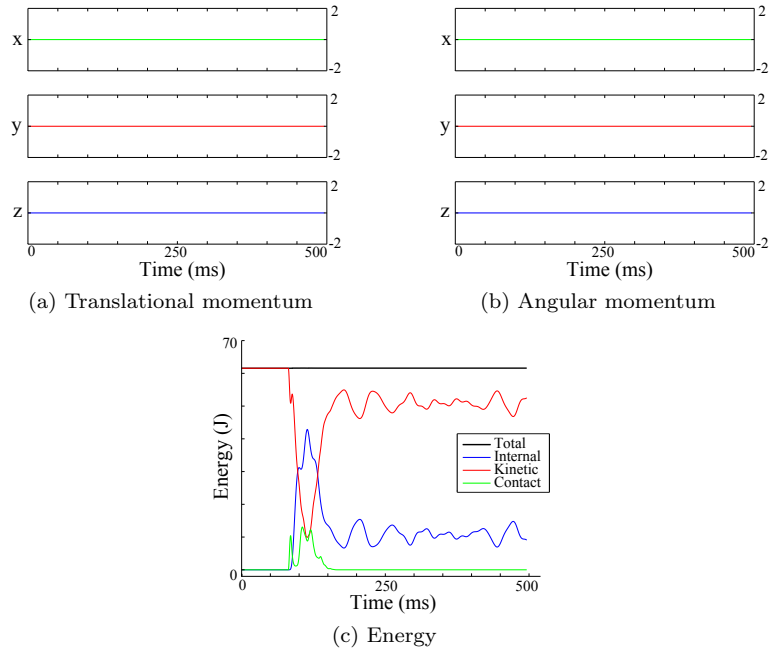 x
2
-2
y
2
-2
z
2
-2
0
250
500
Time (ms)
(a) Translational momentum
x
2
-2
y
2
-2
z
2
-2
0
250
500
Time (ms)
(b) Angular momentum
70
Energy (J)
0
Total
Internal
Kinetic
Contact
0
250
500
Time (ms)
(c) Energy